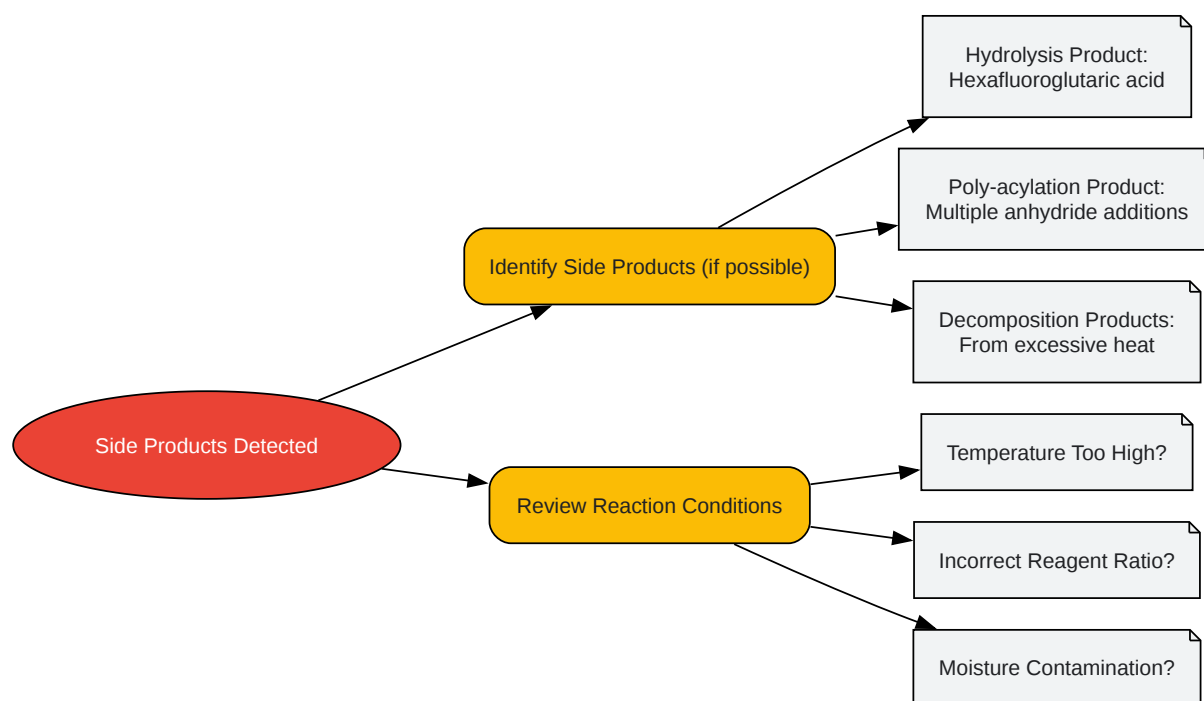 Hydrolysis Product:
Hexafluoroglutaric acid
Poly-acylation Product:
Multiple anhydride additions
Identify Side Products (if possible)
Decomposition Products:
From excessive heat
Side Products Detected
Temperature Too High?
Review Reaction Conditions
Incorrect Reagent Ratio?
Moisture Contamination?